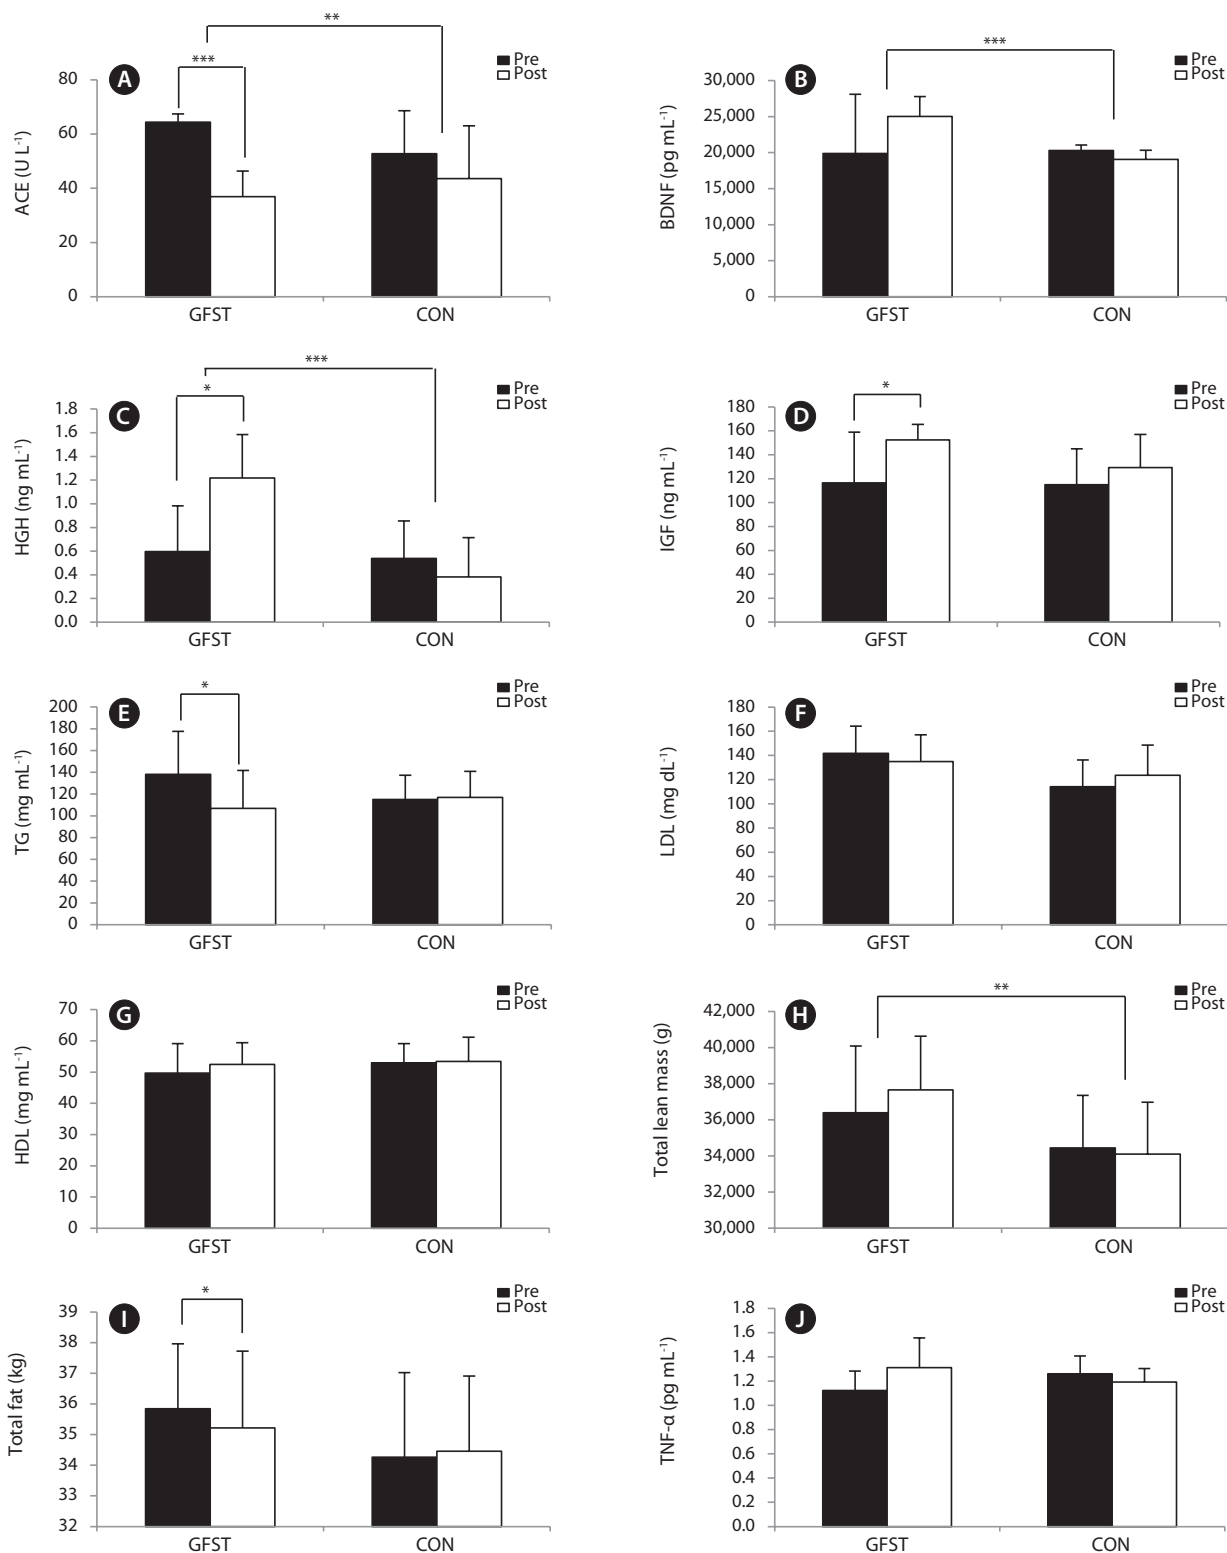 **
Pre
Post
A
***
80
60
40
20
0
ACE (U L-1)
GFST
CON
***
Pre
Post
B
30,000
25,000
20,000
15,000
10,000
5,000
0
BDNF (pg mL-1)
GFST
CON
***
*
Pre
Post
C
1.8
1.6
1.4
1.2
1.0
0.8
0.6
0.4
0.2
0.0
HGH (ng mL-1)
GFST
CON
*
Pre
Post
D
180
160
140
120
100
80
60
40
20
0
IGF (ng mL-1)
GFST
CON
*
Pre
Post
E
200
180
160
140
120
100
80
60
40
20
0
TG (mg mL-1)
GFST
CON
Pre
Post
F
180
160
140
120
100
80
60
40
20
0
LDL (mg dL-1)
GFST
CON
Pre
Post
G
70
60
50
40
30
20
10
0
HDL (mg mL-1)
GFST
CON
**
Pre
Post
H
42,000
40,000
38,000
36,000
34,000
32,000
30,000
Total lean mass (g)
GFST
CON
*
Pre
Post
I
39
38
37
36
35
34
33
32
Total fat (kg)
GFST
CON
Pre
Post
J
1.8
1.6
1.4
1.2
1.0
0.8
0.6
0.4
0.2
0.0
TNF-α (pg mL-1)
GFST
CON